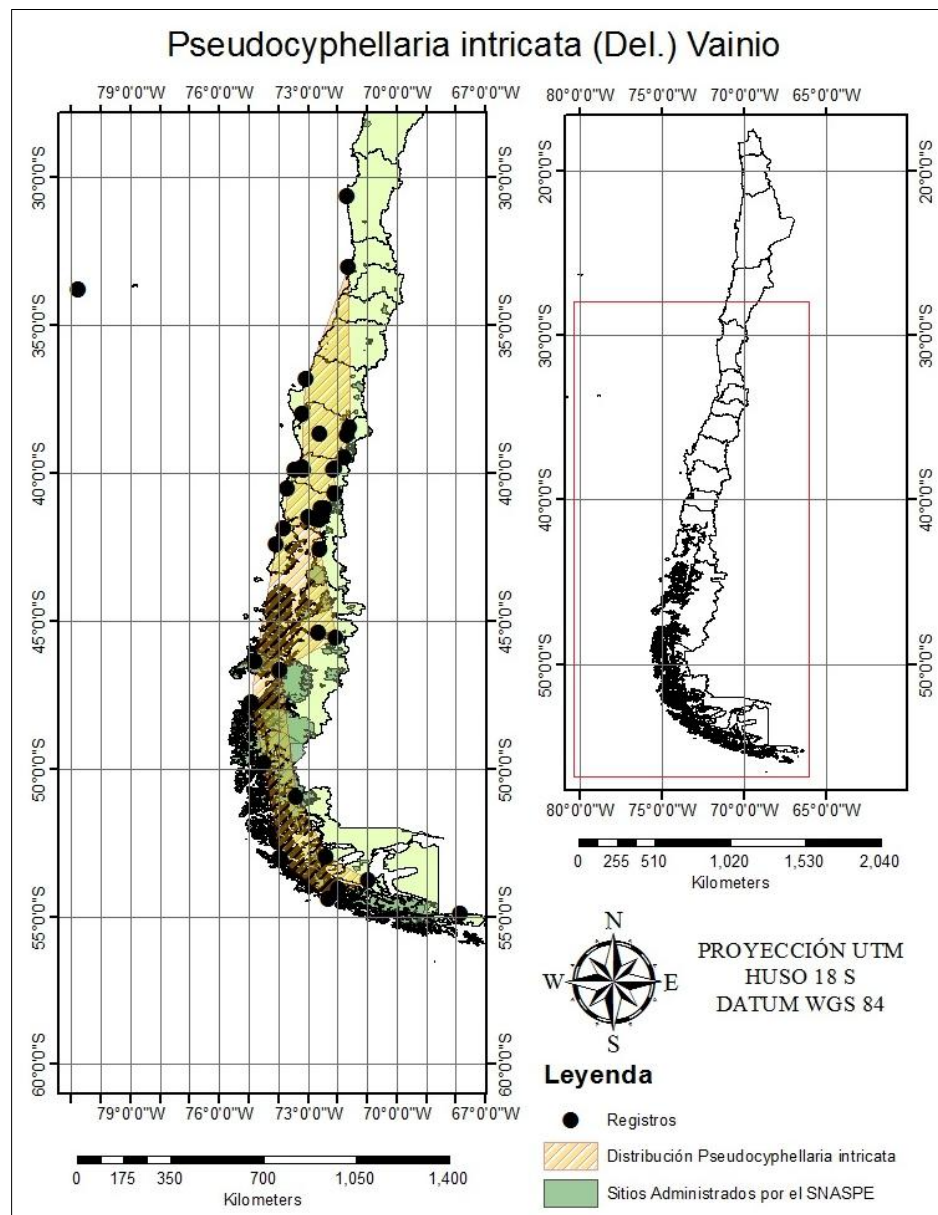 Pseudocyphellaria intricata (Del.) Vainio
79°0'0"W 76°0'0"W 73°0'0"W 70°0'0"W 67°0'0"W
30°0'0"S 30°0'0"S
35°0'0"S 35°0'0"S
40°0'0"S 40°0'0"S
45°0'0"S 45°0'0"S
50°0'0"S 50°0'0"S
55°0'0"S 55°0'0"S
60°0'0"S 60°0'0"S
79°0'0"W 76°0'0"W 73°0'0"W 70°0'0"W 67°0'0"W
0 175 350 700 1,050 1,400
Kilometers
80°0'0"W 75°0'0"W 70°0'0"W 65°0'0"W
20°0'0"S 20°0'0"S
30°0'0"S 30°0'0"S
40°0'0"S 40°0'0"S
50°0'0"S 50°0'0"S
80°0'0"W 75°0'0"W 70°0'0"W 65°0'0"W
0 255 510 1,020 1,530 2,040
Kilometers
N
W E
S
PROYECCIÓN UTM
HUSO 18 S
DATUM WGS 84
Leyenda
Registros
Distribución Pseudocyphellaria intricata
Sitios Administrados por el SNASPE